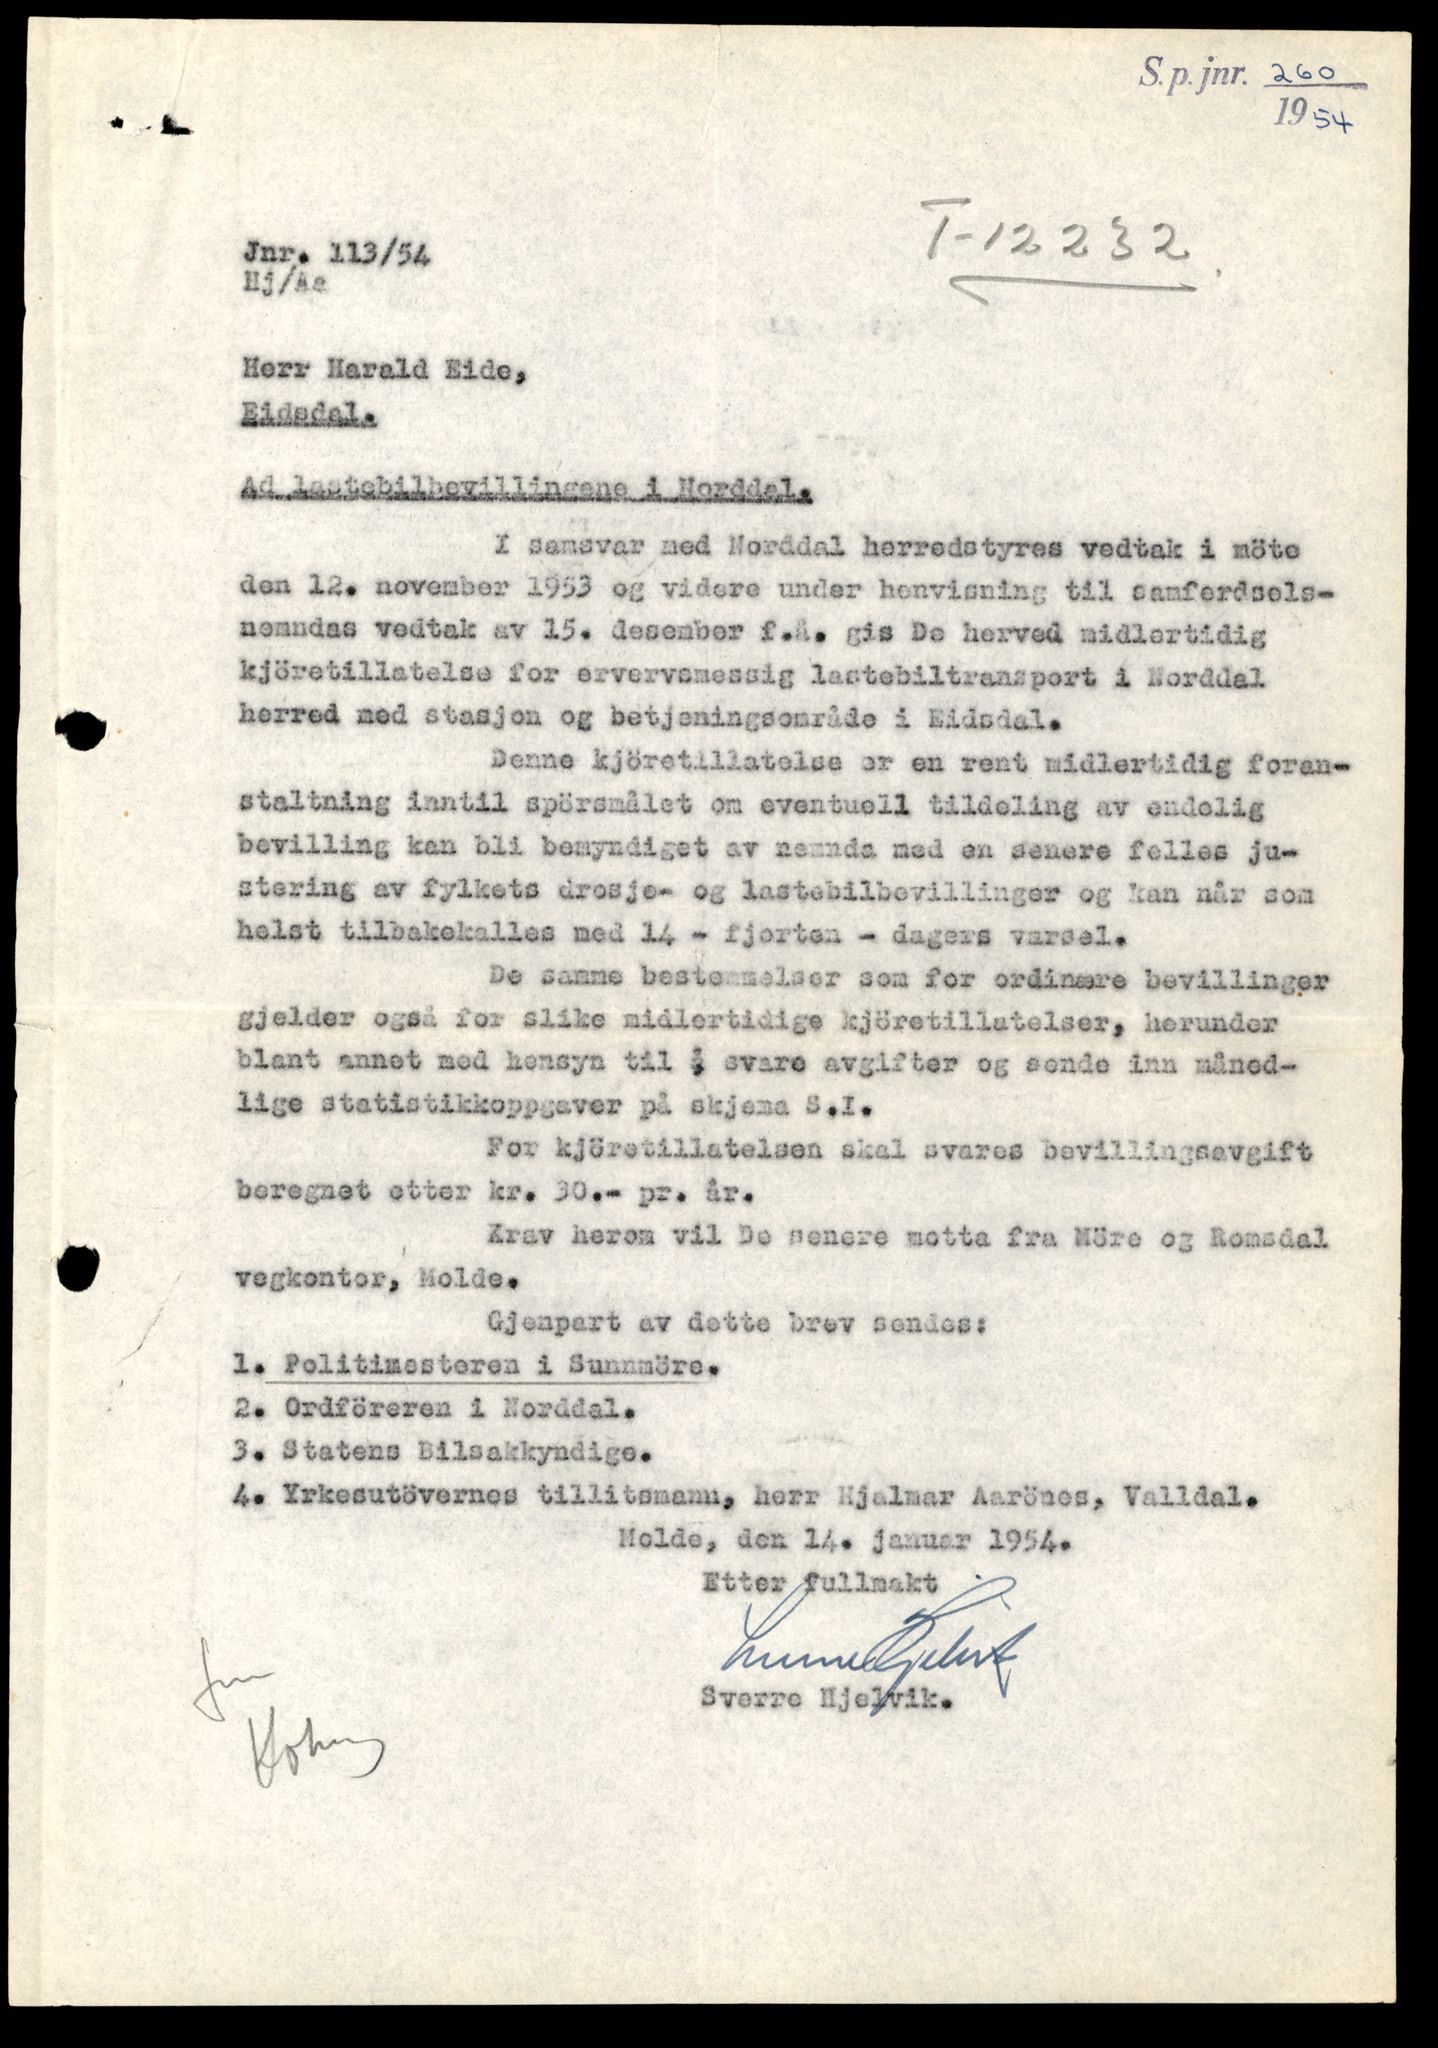 S.p.jnr. 260
1954
T-12232
Jnr. 113/54
Hj/Aa
Herr Harald Eide,
Eidsdal.
Ad lastebilbevillingene i Norddal.
I samsvar med Norddal herredstyres vedtak i möte
den 12. november 1953 og videre under henvisning til samferdsels-
nemndas vedtak av 15. desember f.å. gis De herved midlertidig
kjöretillatelse for ervervsmessig lastebiltransport i Norddal
herred med stasjon og betjeningsområde i Eidsdal.
Denne kjöretillatelse er en rent midlertidig foran-
staltning inntil spörsmålet om eventuell tildeling av endelig
bevilling kan bli bemyndiget av nemnda med en senere felles ju-
stering av fylkets drosje- og lastebilbevillinger og kan når som
helst tilbakekalles med 14 - fjorten - dagers varsel.
De samme bestemmelser som for ordinære bevillinger
gjelder også for slike midlertidige kjöretillatelser, herunder
blant annet med hensyn til å svare avgifter og sende inn måned-
lige statistikkoppgaver på skjema S.I.
For kjöretillatelsen skal svares bevillingsavgift
beregnet etter kr. 30.- pr. år.
Krav herom vil De senere motta fra Möre og Romsdal
vegkontor, Molde.
Gjenpart av dette brev sendes:
1. Politimesteren i Sunnmöre.
2. Ordföreren i Norddal.
3. Statens Bilsakkyndige.
4. Yrkesutövernes tillitsmann, herr Hjalmar Aarönes, Valldal.
Molde, den 14. januar 1954.
Etter fullmakt
Sverre Hjelvik
Sverre Hjelvik.